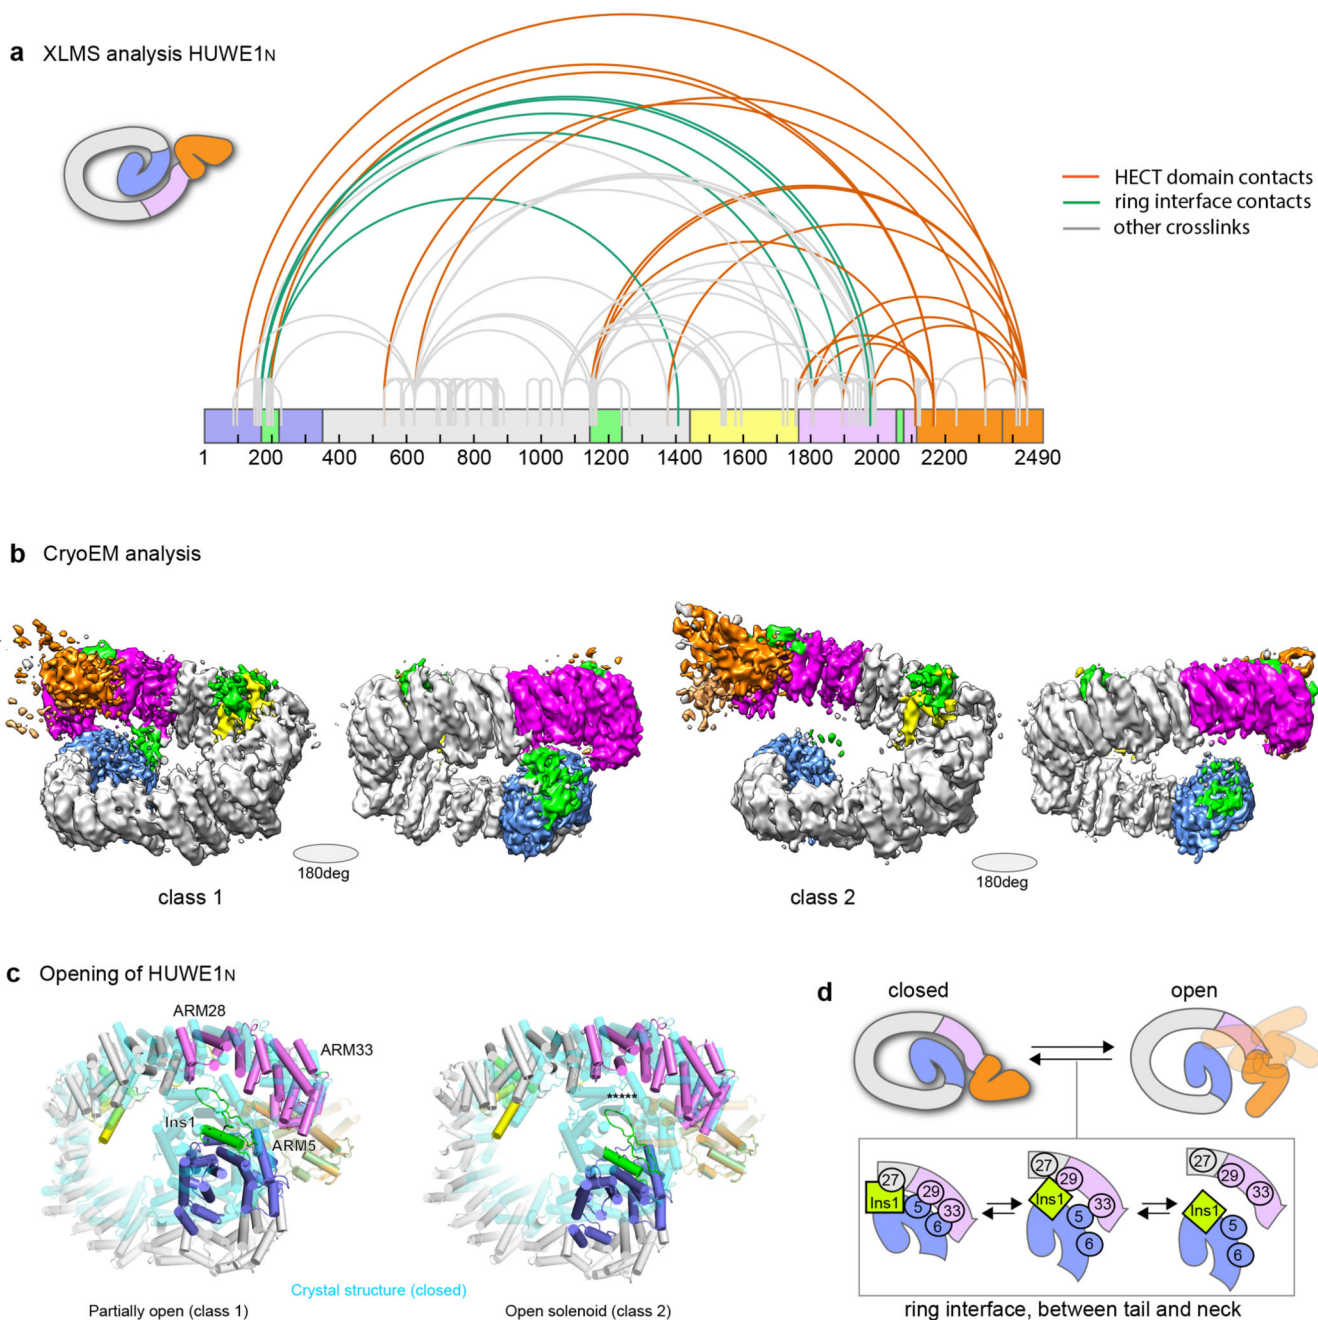 a XLMS analysis HUWE1N
HECT domain contacts
ring interface contacts
other crosslinks
1 200 400 600 800 1000 1200 1400 1600 1800 2000 2200 2490
b CryoEM analysis
180deg
180deg
class 1
class 2
c Opening of HUWE1N
ARM28
ARM33
Ins1
ARM5
*****
Crystal structure (closed)
Partially open (class 1)
Open solenoid (class 2)
d
closed
open
27 29 33 Ins1 5 6
27 29 33 Ins1 5 6
27 29 33 Ins1 5 6
ring interface, between tail and neck